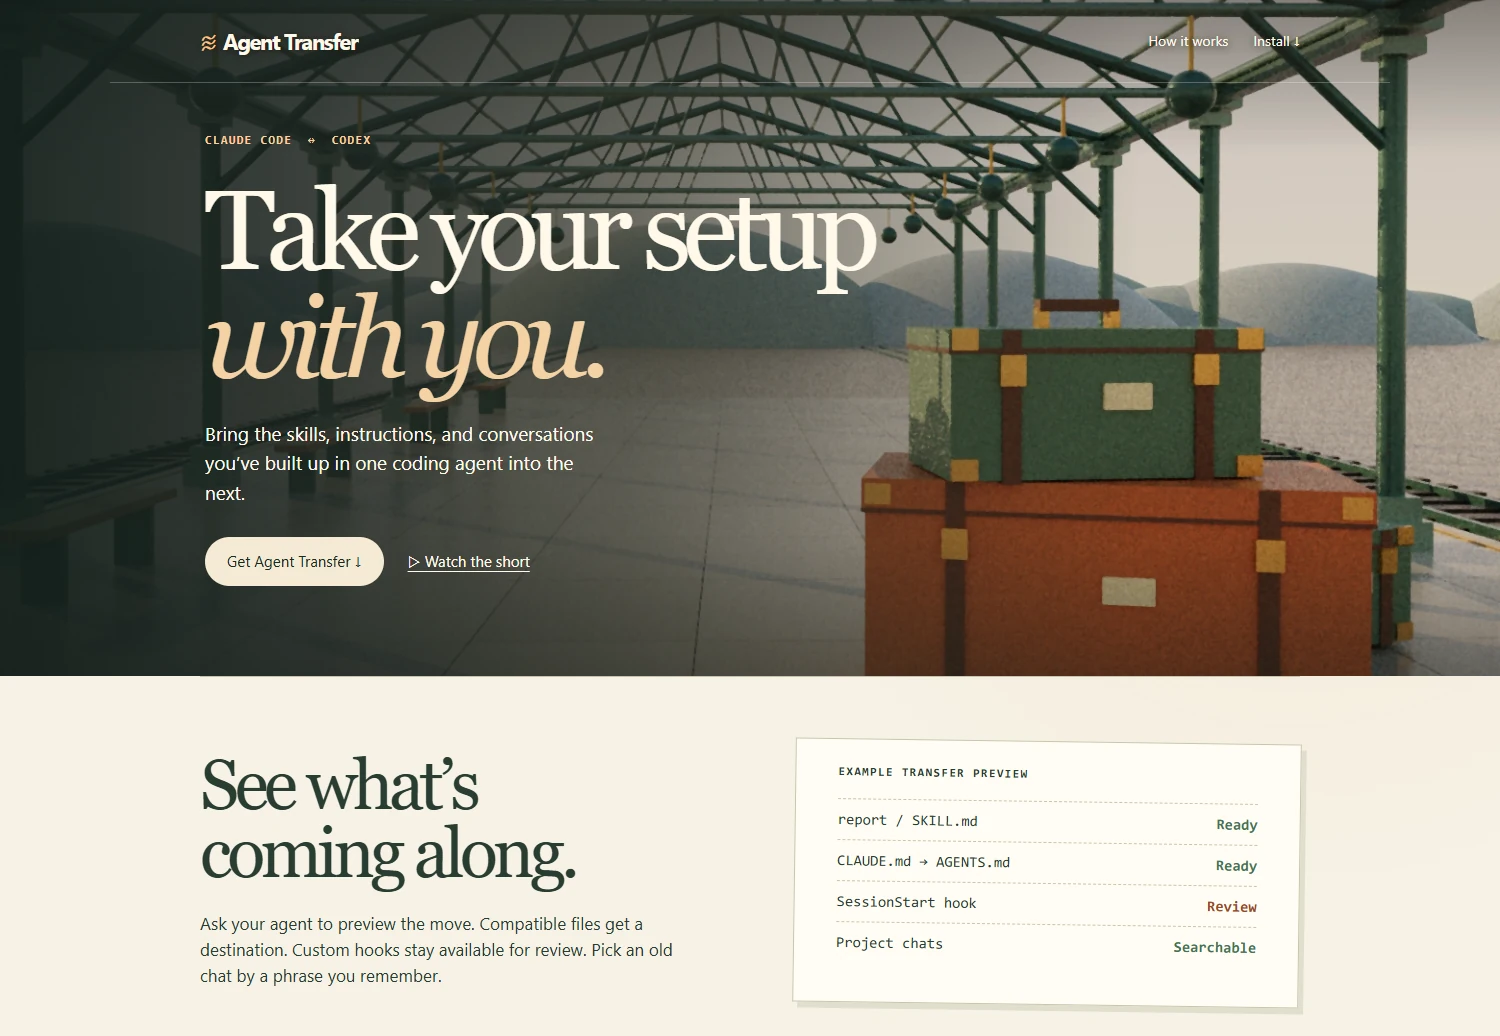 Agent Transfer
How it works
Install ↓
CLAUDE CODE ↔ CODEX
Take your setup
with you.
Bring the skills, instructions, and conversations
you’ve built up in one coding agent into the
next.
Get Agent Transfer ↓
▷ Watch the short
See what’s
coming along.
Ask your agent to preview the move. Compatible files get a
destination. Custom hooks stay available for review. Pick an old
chat by a phrase you remember.
EXAMPLE TRANSFER PREVIEW
report / SKILL.md Ready
CLAUDE.md → AGENTS.md Ready
SessionStart hook Review
Project chats Searchable